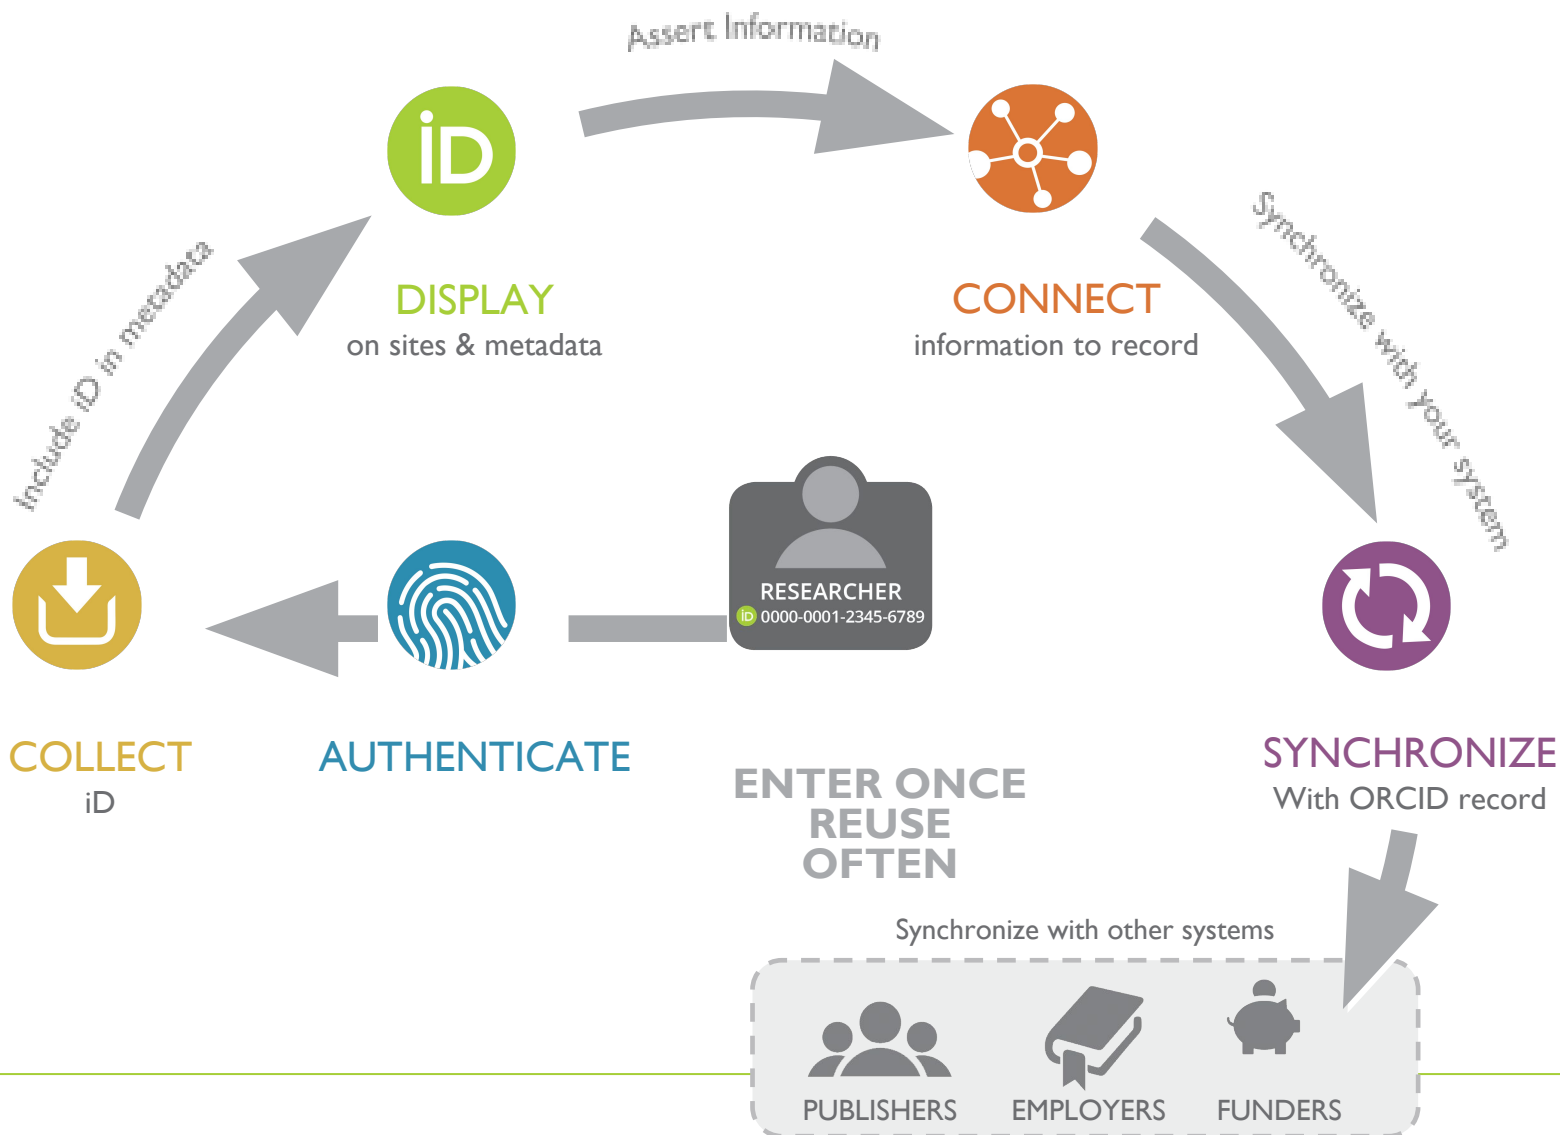 Assert Information
iD
Include iD in metadata
Synchronize with your system
DISPLAY
on sites & metadata
CONNECT
information to record
RESEARCHER
iD 0000-0001-2345-6789
COLLECT
iD
AUTHENTICATE
SYNCHRONIZE
With ORCID record
ENTER ONCE
REUSE
OFTEN
Synchronize with other systems
PUBLISHERS
EMPLOYERS
FUNDERS